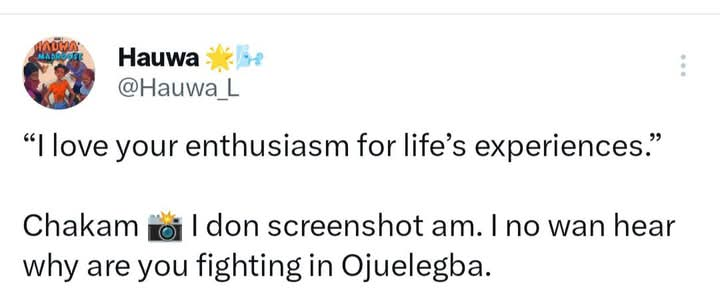 HAUWA
Hauwa 🌟🌬️
@Hauwa_L
“I love your enthusiasm for life’s experiences.”
Chakam 📸 I don screenshot am. I no wan hear
why are you fighting in Ojuelegba.